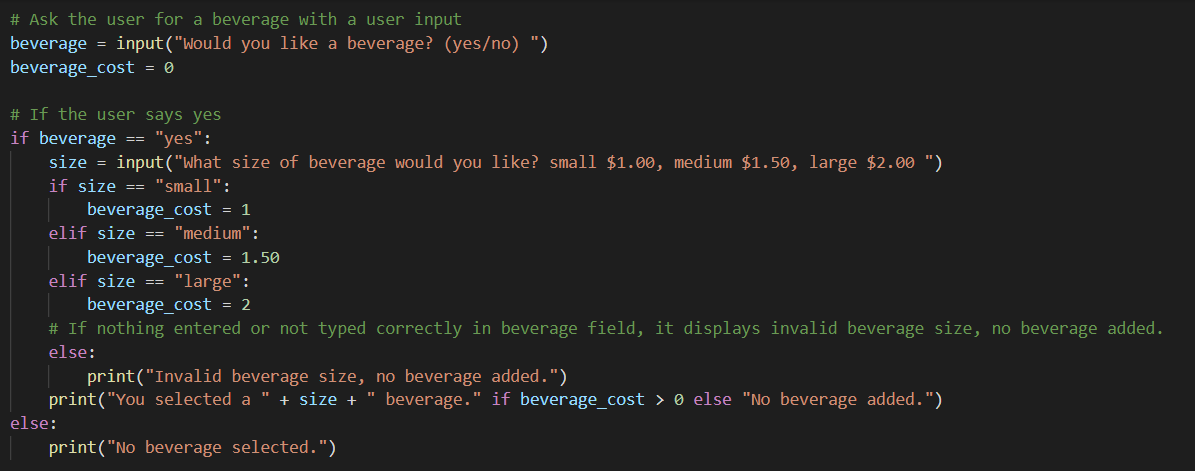 # Ask the user for a beverage with a user input
beverage = input("Would you like a beverage? (yes/no) ")
beverage_cost = 0

# If the user says yes
if beverage == "yes":
    size = input("What size of beverage would you like? small $1.00, medium $1.50, large $2.00 ")
    if size == "small":
        beverage_cost = 1
    elif size == "medium":
        beverage_cost = 1.50
    elif size == "large":
        beverage_cost = 2
    # If nothing entered or not typed correctly in beverage field, it displays invalid beverage size, no beverage added.
    else:
        print("Invalid beverage size, no beverage added.")
    print("You selected a " + size + " beverage." if beverage_cost > 0 else "No beverage added.")
else:
    print("No beverage selected.")